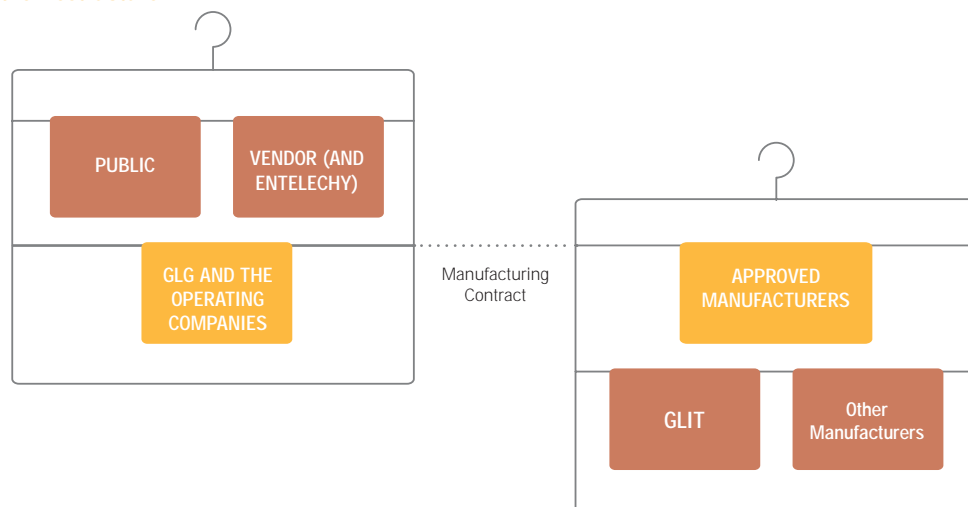 PUBLIC
VENDOR (AND
ENTELECHY)
GLG AND THE
OPERATING
COMPANIES
Manufacturing
Contract
APPROVED
MANUFACTURERS
GLIT
Other
Manufacturers